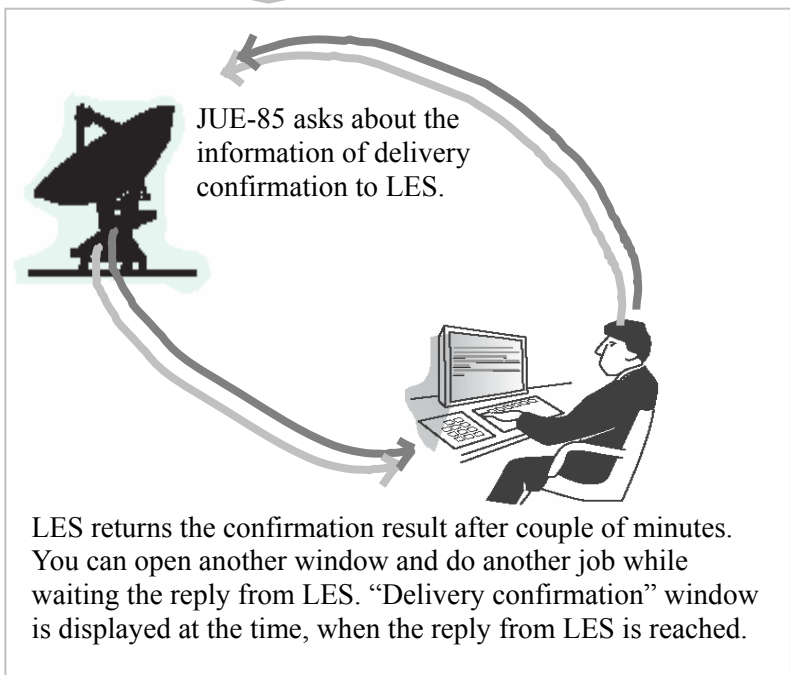 JUE-85 asks about the
information of delivery
confirmation to LES.
LES returns the confirmation result after couple of minutes.
You can open another window and do another job while
waiting the reply from LES. “Delivery confirmation” window
is displayed at the time, when the reply from LES is reached.